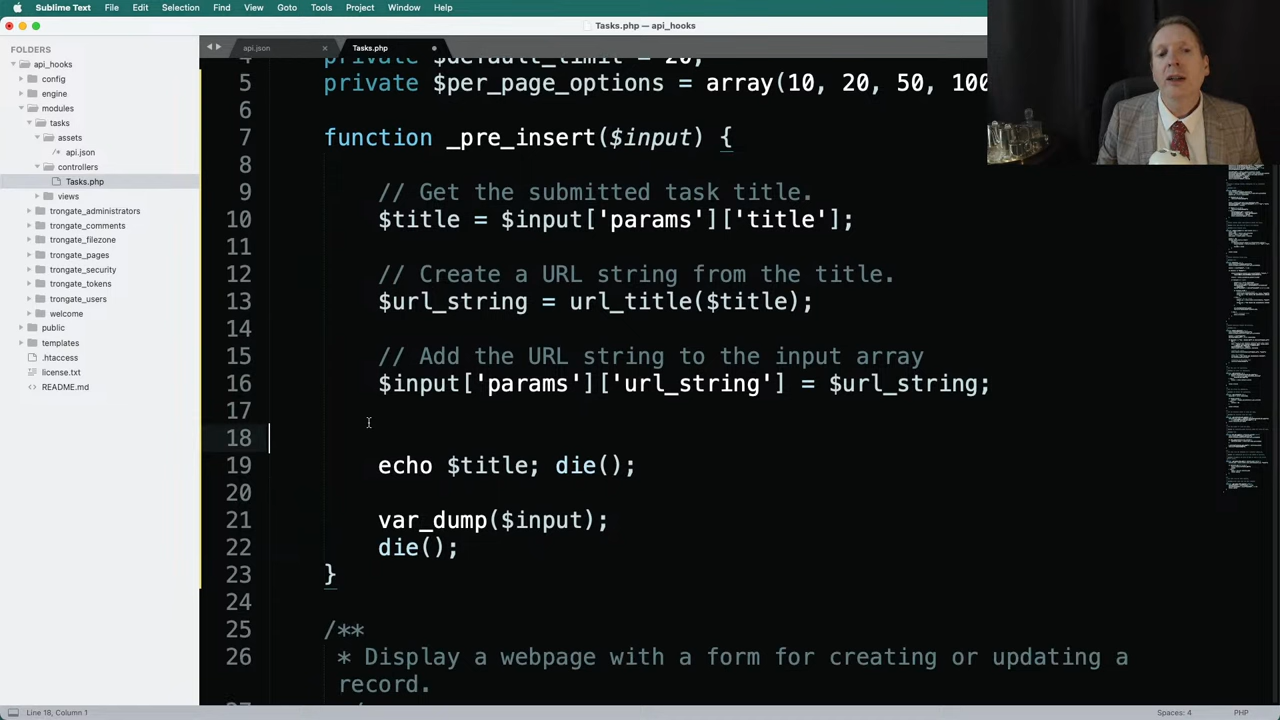 Sublime Text File Edit Selection Find View Goto Tools Project Window Help
Tasks.php — api_hooks
FOLDERS
api_hooks
config
engine
modules
tasks
assets
api.json
controllers
Tasks.php
views
trongate_administrators
trongate_comments
trongate_filezone
trongate_pages
trongate_security
trongate_tokens
trongate_users
welcome
public
templates
.htaccess
license.txt
README.md
api.json
Tasks.php
4 private $default_limit = 20;
5 private $per_page_options = array(10, 20, 50, 100
6
7 function _pre_insert($input) {
8
9 // Get the submitted task title.
10 $title = $input['params']['title'];
11
12 // Create a URL string from the title.
13 $url_string = url_title($title);
14
15 // Add the URL string to the input array
16 $input['params']['url_string'] = $url_string;
17
18
19 echo $title; die();
20
21 var_dump($input);
22 die();
23 }
24
25 /**
26 * Display a webpage with a form for creating or updating a
record.
Line 18, Column 1
Spaces: 4
PHP